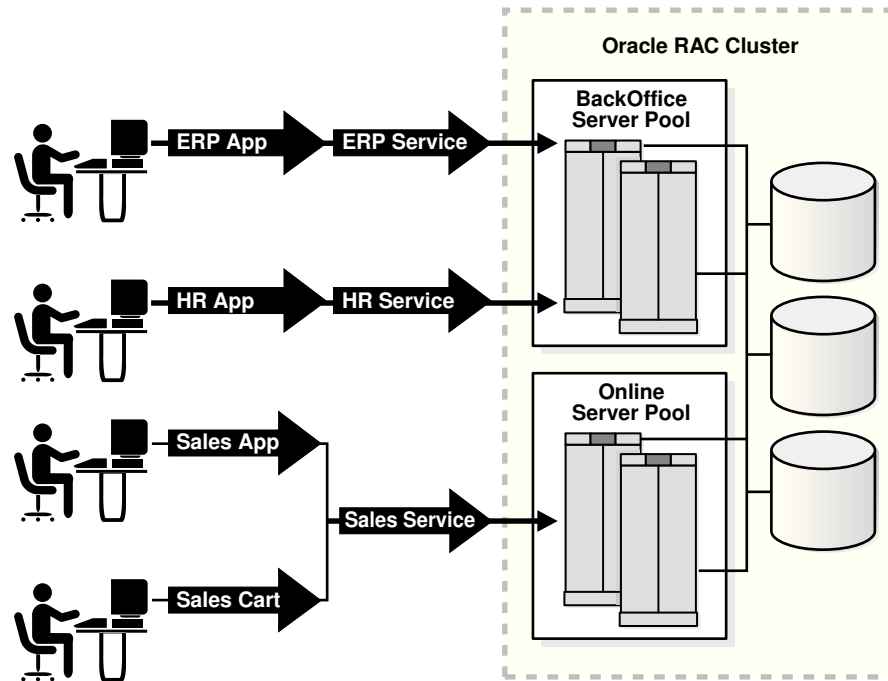 Oracle RAC Cluster
BackOffice
Server Pool
ERP App
ERP Service
HR App
HR Service
Online
Server Pool
Sales App
Sales Service
Sales Cart